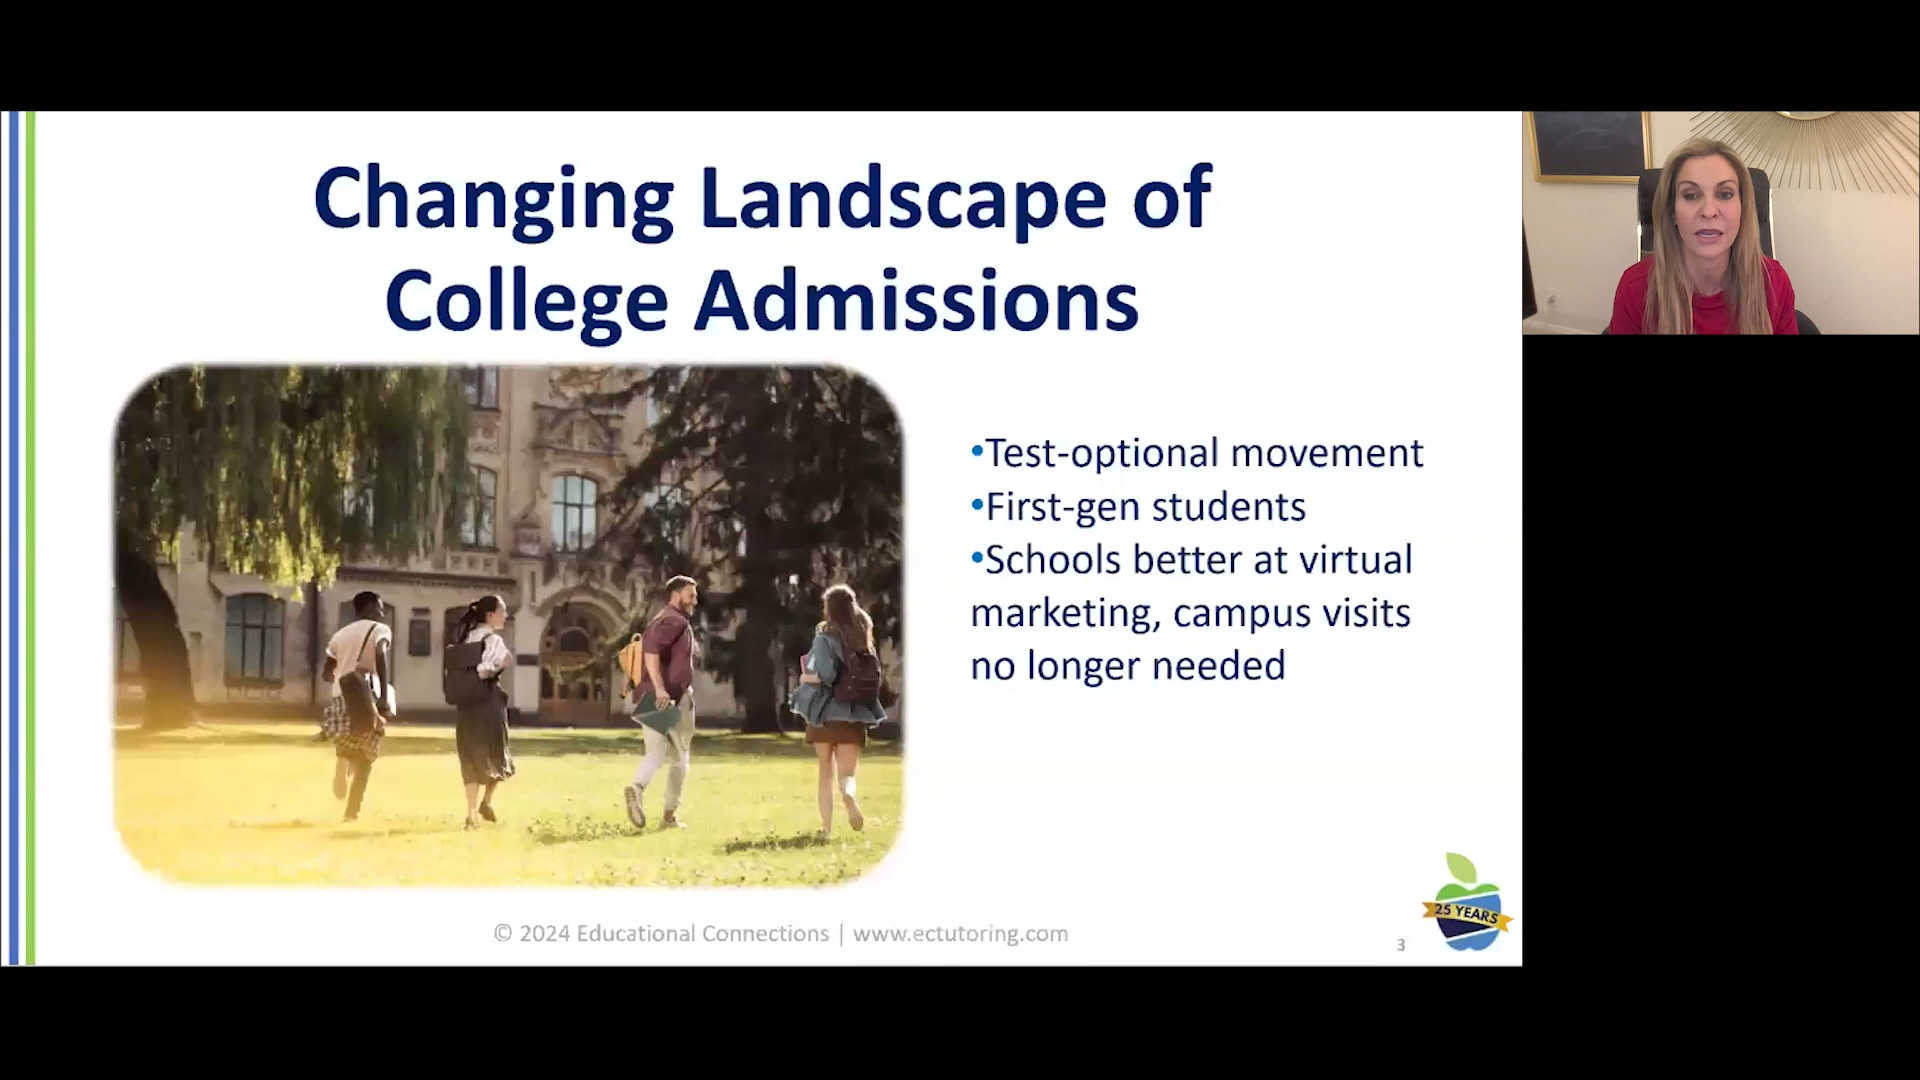 Changing Landscape of
College Admissions
•Test-optional movement
•First-gen students
•Schools better at virtual
marketing, campus visits
no longer needed
© 2024 Educational Connections | www.ectutoring.com
3
25 YEARS